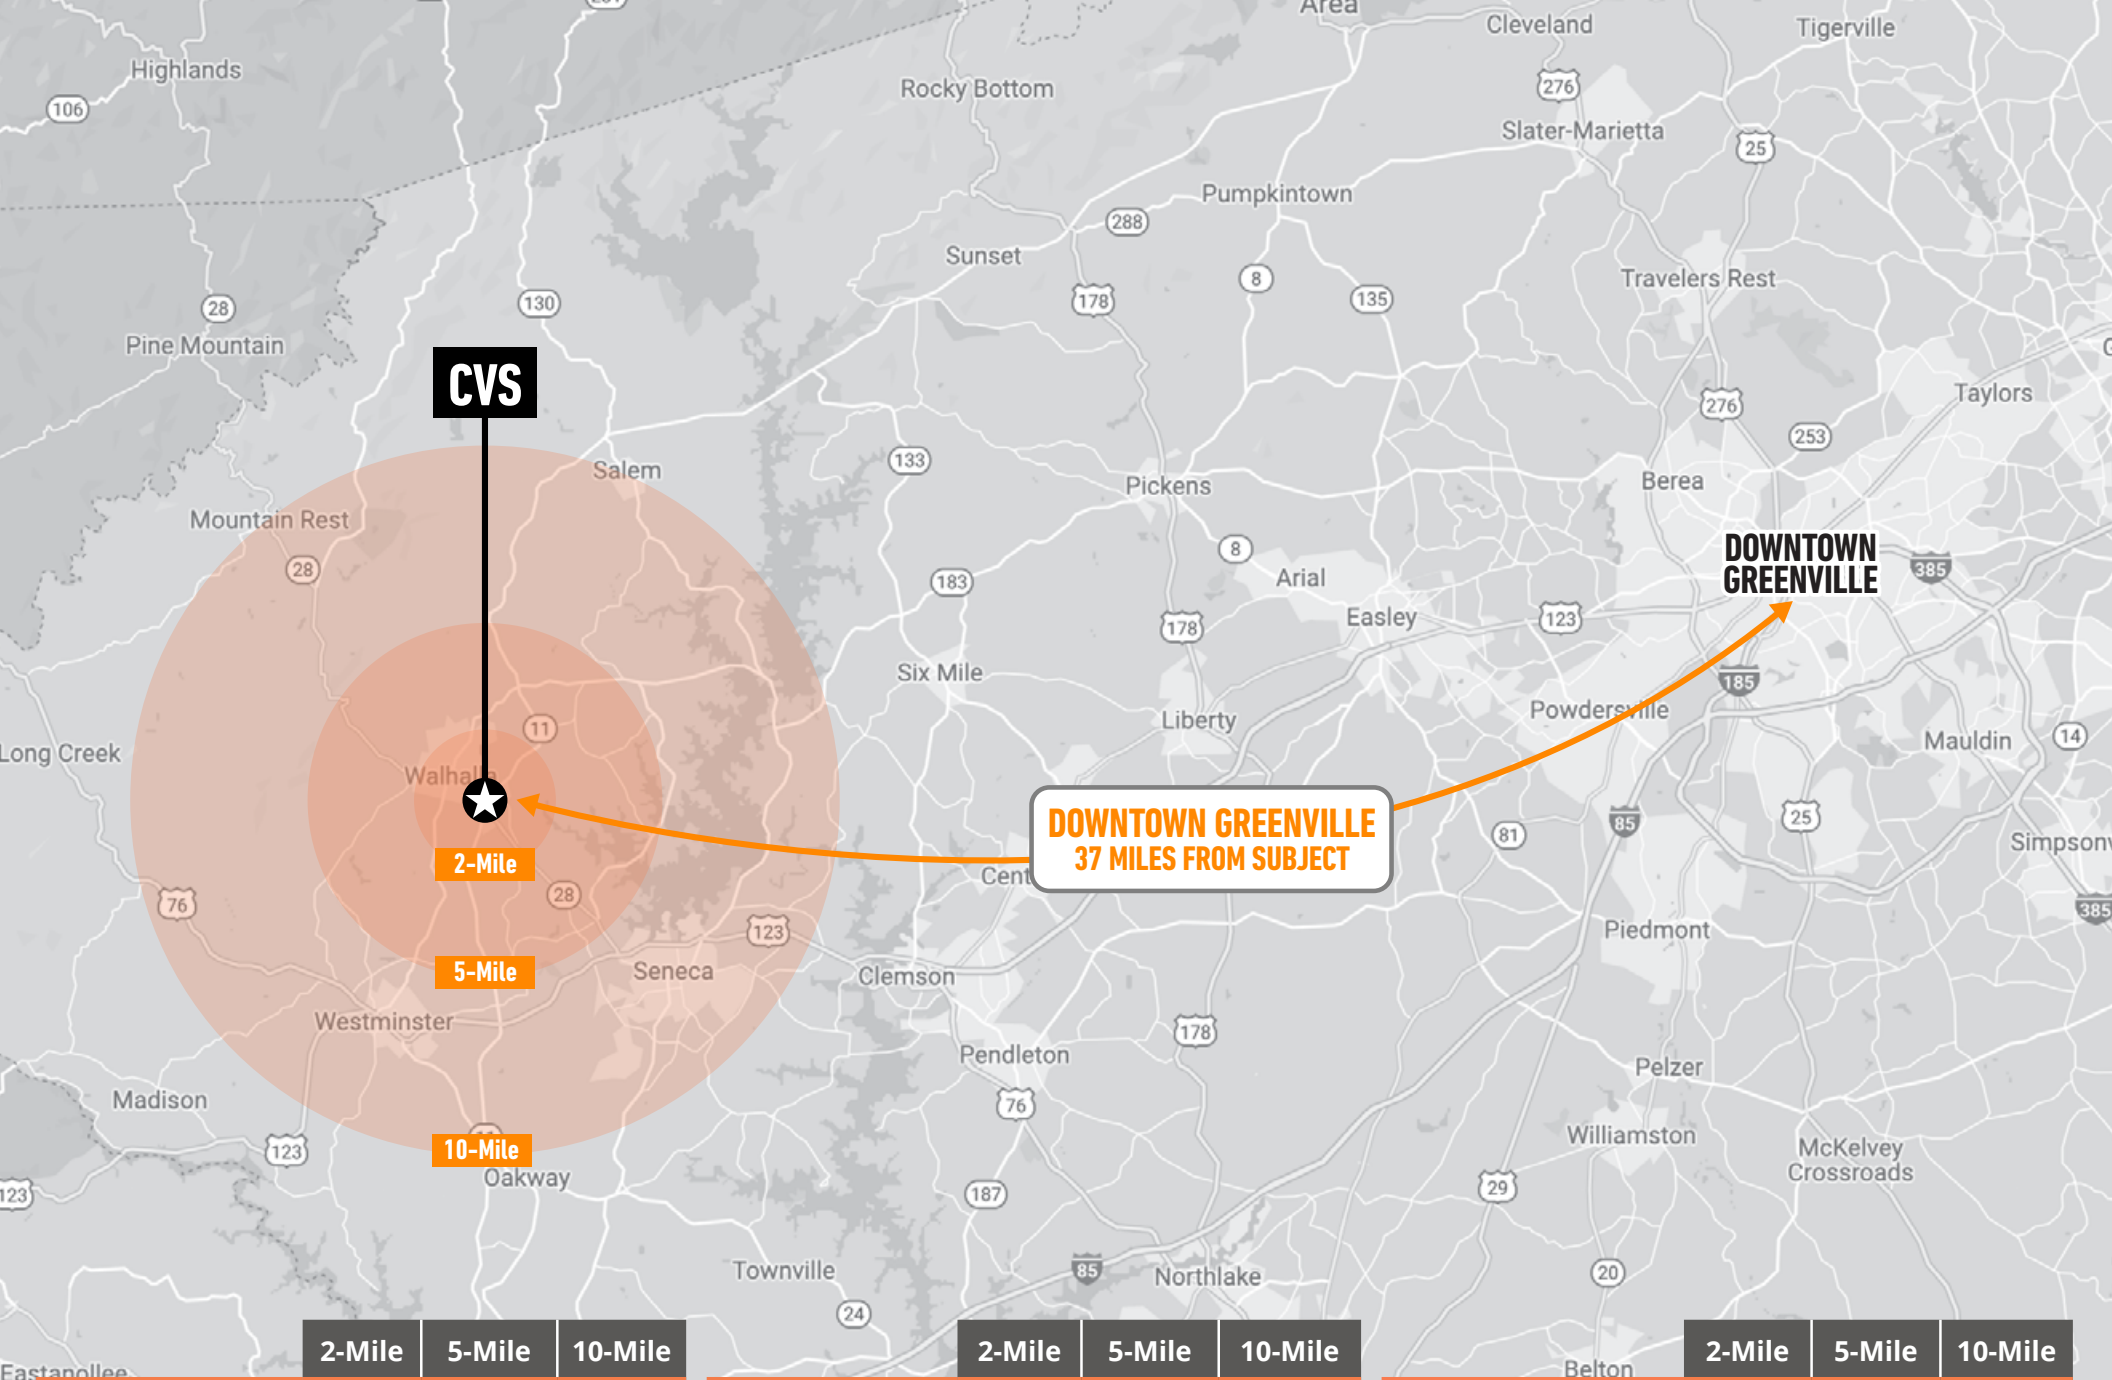 Area
Cleveland
Tigerville
Highlands
276
Rocky Bottom
106
Slater-Marietta
25
Pumpkintown
288
Sunset
8
Travelers Rest
28
130
178
135
Pine Mountain
CVS
Taylors
276
253
Salem
133
Pickens
Berea
Mountain Rest
28
8
DOWNTOWN
GREENVILLE
385
183
Arial
Easley
123
178
Six Mile
185
Powdersville
Liberty
11
Long Creek
Mauldin
14
Walhalla
DOWNTOWN GREENVILLE
37 MILES FROM SUBJECT
85
25
81
Simpsonv
2-Mile
Cent
28
76
123
385
Piedmont
5-Mile
Seneca
Clemson
Westminster
178
Pendleton
Pelzer
Madison
76
10-Mile
Williamston
123
McKelvey
Crossroads
Oakway
123
187
29
Townville
85
Northlake
20
24
2-Mile 5-Mile 10-Mile
2-Mile 5-Mile 10-Mile
2-Mile 5-Mile 10-Mile
Eastanollee
Belton